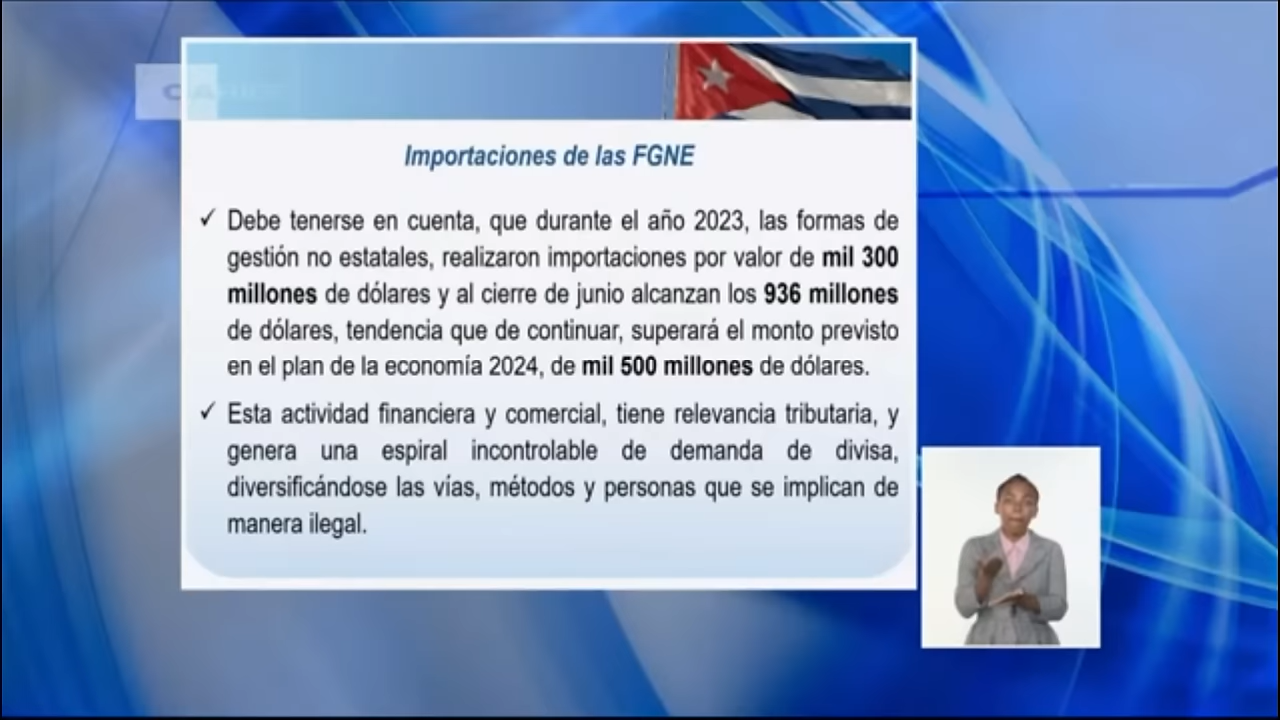 Importaciones de las FGNE
✓ Debe tenerse en cuenta, que durante el año 2023, las formas de
gestión no estatales, realizaron importaciones por valor de mil 300
millones de dólares y al cierre de junio alcanzan los 936 millones
de dólares, tendencia que de continuar, superará el monto previsto
en el plan de la economía 2024, de mil 500 millones de dólares.
✓ Esta actividad financiera y comercial, tiene relevancia tributaria, y
genera una espiral incontrolable de demanda de divisa,
diversificándose las vías, métodos y personas que se implican de
manera ilegal.